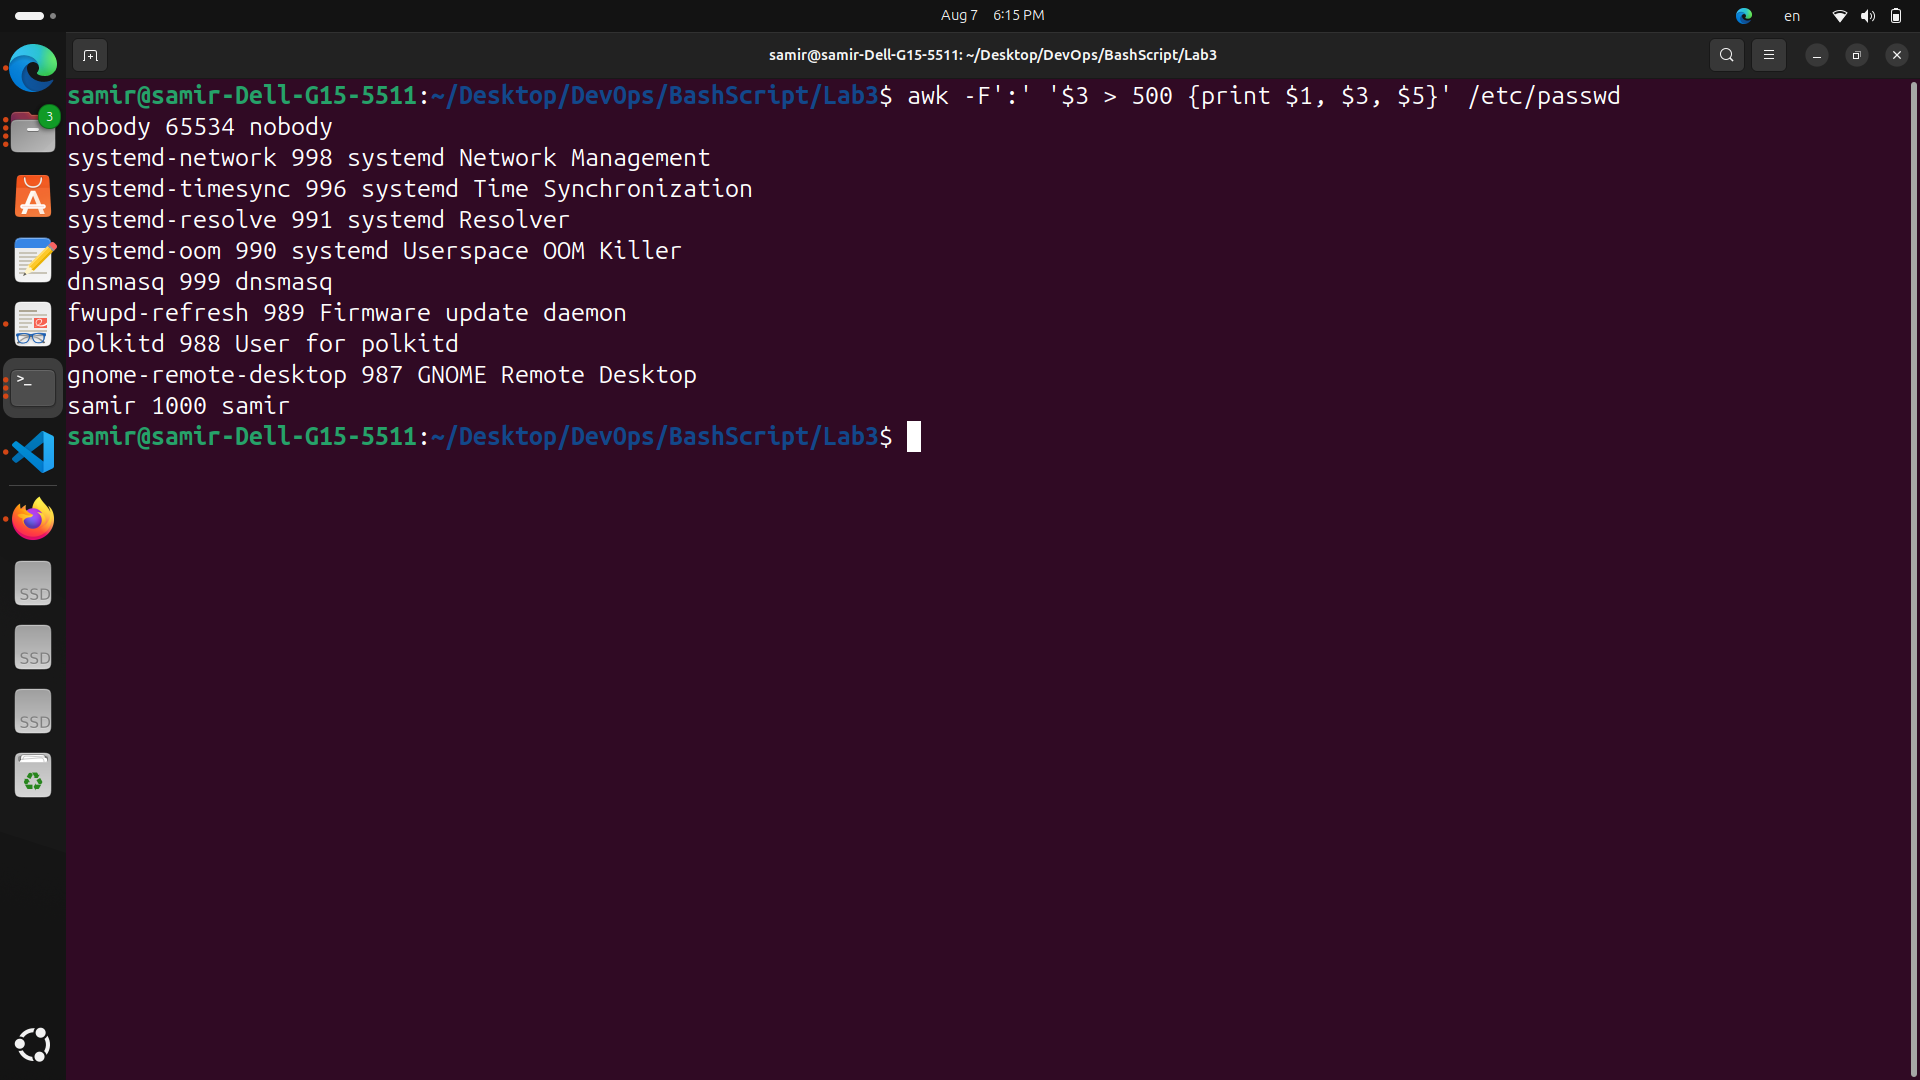 Aug 7 6:15 PM
en
samir@samir-Dell-G15-5511: ~/Desktop/DevOps/BashScript/Lab3
samir@samir-Dell-G15-5511:~/Desktop/DevOps/BashScript/Lab3$ awk -F':' '$3 > 500 {print $1, $3, $5}' /etc/passwd
nobody 65534 nobody
systemd-network 998 systemd Network Management
systemd-timesync 996 systemd Time Synchronization
systemd-resolve 991 systemd Resolver
systemd-oom 990 systemd Userspace OOM Killer
dnsmasq 999 dnsmasq
fwupd-refresh 989 Firmware update daemon
polkitd 988 User for polkitd
gnome-remote-desktop 987 GNOME Remote Desktop
samir 1000 samir
samir@samir-Dell-G15-5511:~/Desktop/DevOps/BashScript/Lab3$
3
>_
SSD
SSD
SSD